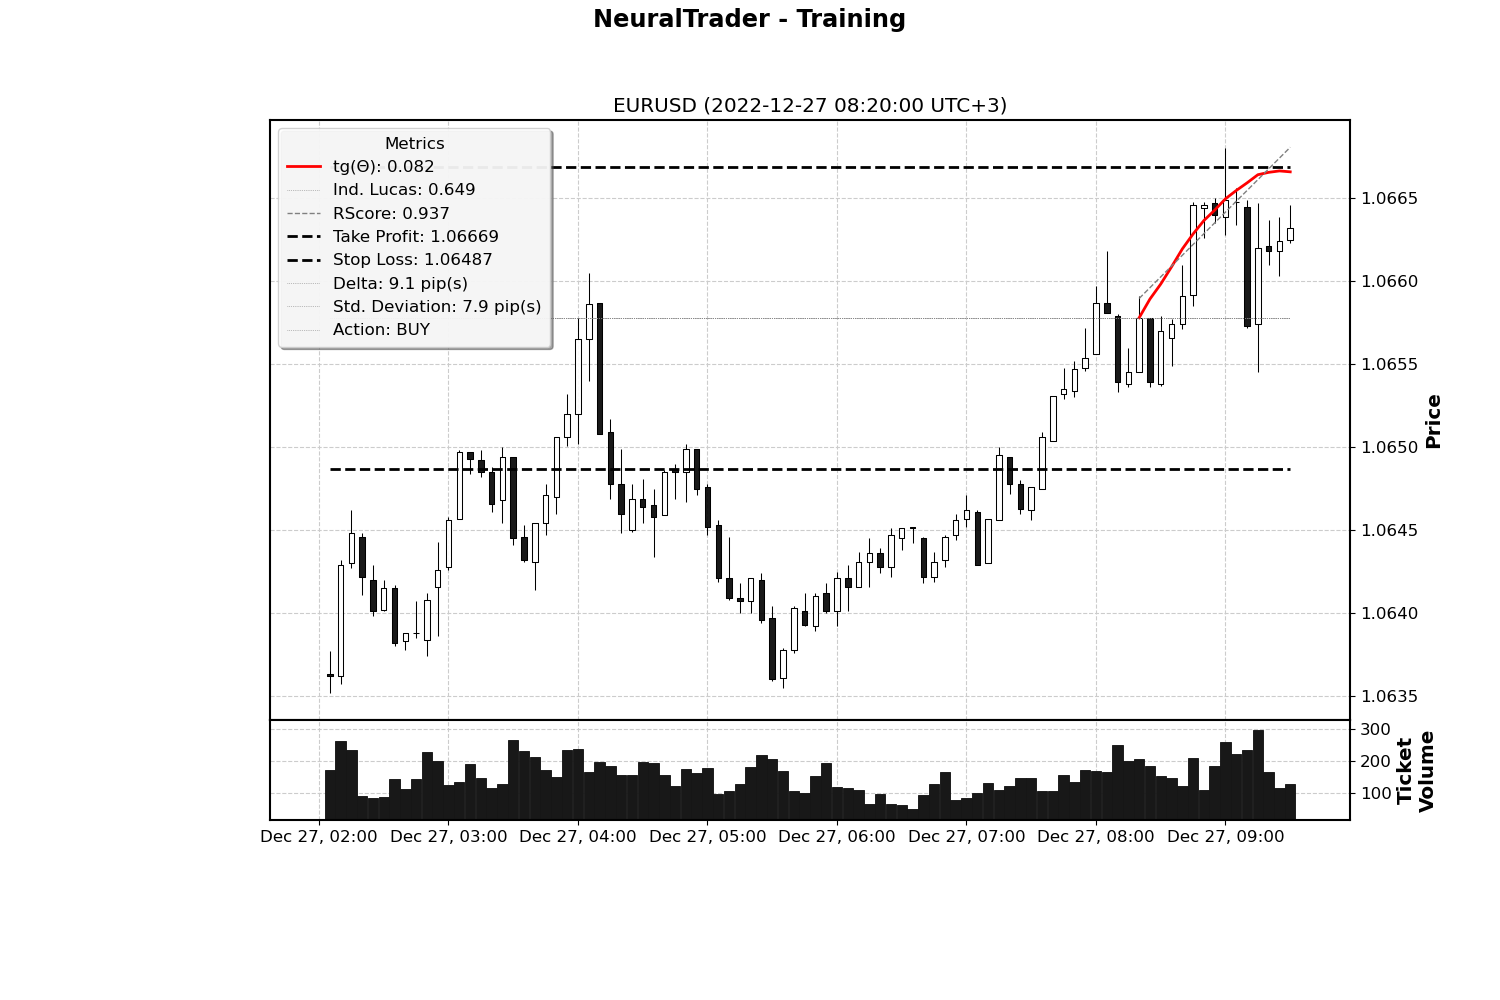 NeuralTrader - Training
EURUSD (2022-12-27 08:20:00 UTC+3)
Metrics
tg(Θ): 0.082
Ind. Lucas: 0.649
RScore: 0.937
Take Profit: 1.06669
Stop Loss: 1.06487
Delta: 9.1 pip(s)
Std. Deviation: 7.9 pip(s)
Action: BUY
1.0665
1.0660
1.0655
1.0650
1.0645
1.0640
1.0635
Price
300
200
100
Ticket
Volume
Dec 27, 02:00 Dec 27, 03:00 Dec 27, 04:00 Dec 27, 05:00 Dec 27, 06:00 Dec 27, 07:00 Dec 27, 08:00 Dec 27, 09:00